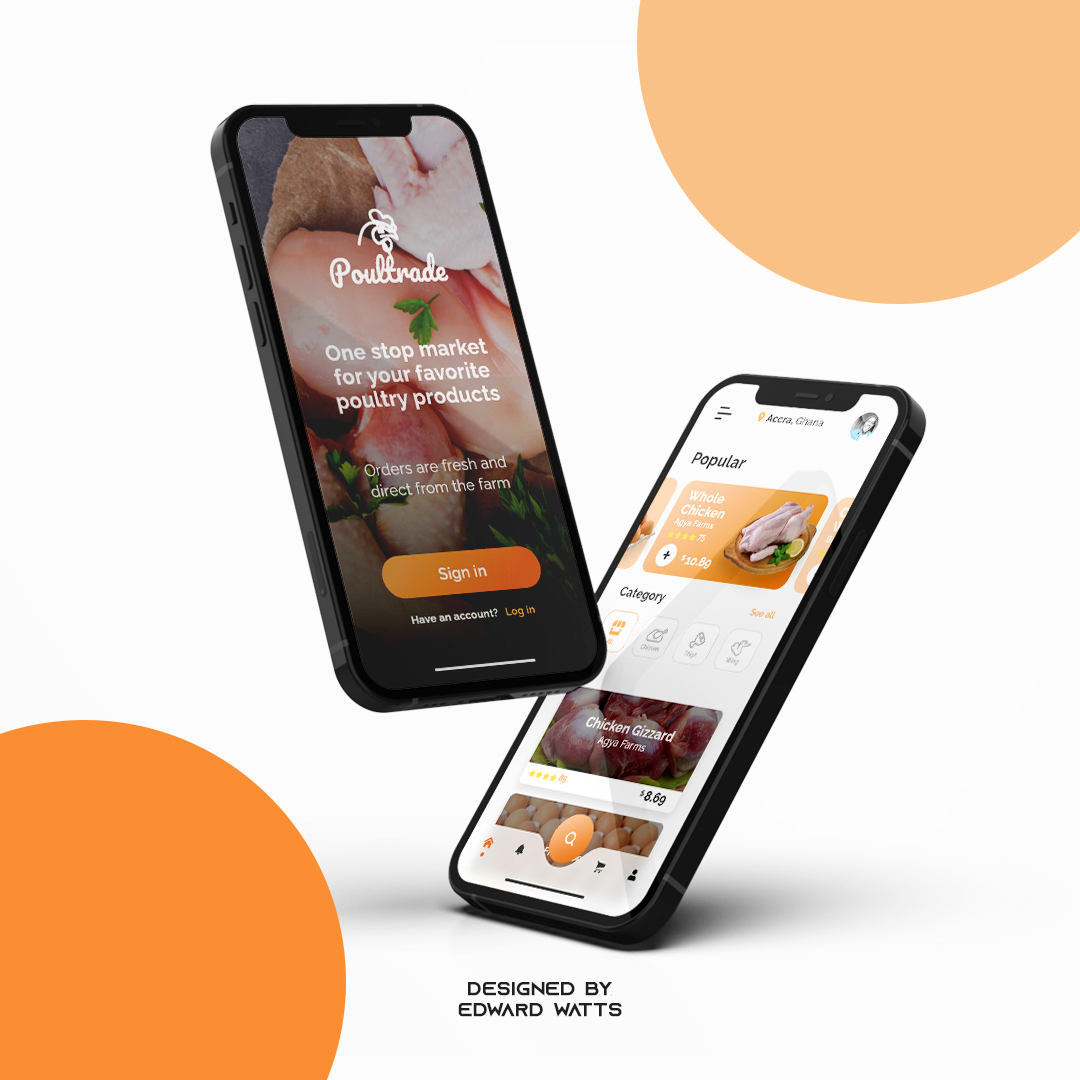 Poultrade
One stop market
for your favorite
poultry products
Orders are fresh and
direct from the farm
Sign in
Have an account? Log in
Accra, Ghana
Popular
Whole
Chicken
Agya Farms
75
$10.89
Category
See all
Chicken
Thigh
Wing
Chicken Gizzard
Agya Farms
85
$8.69
DESIGNED BY
EDWARD WATTS